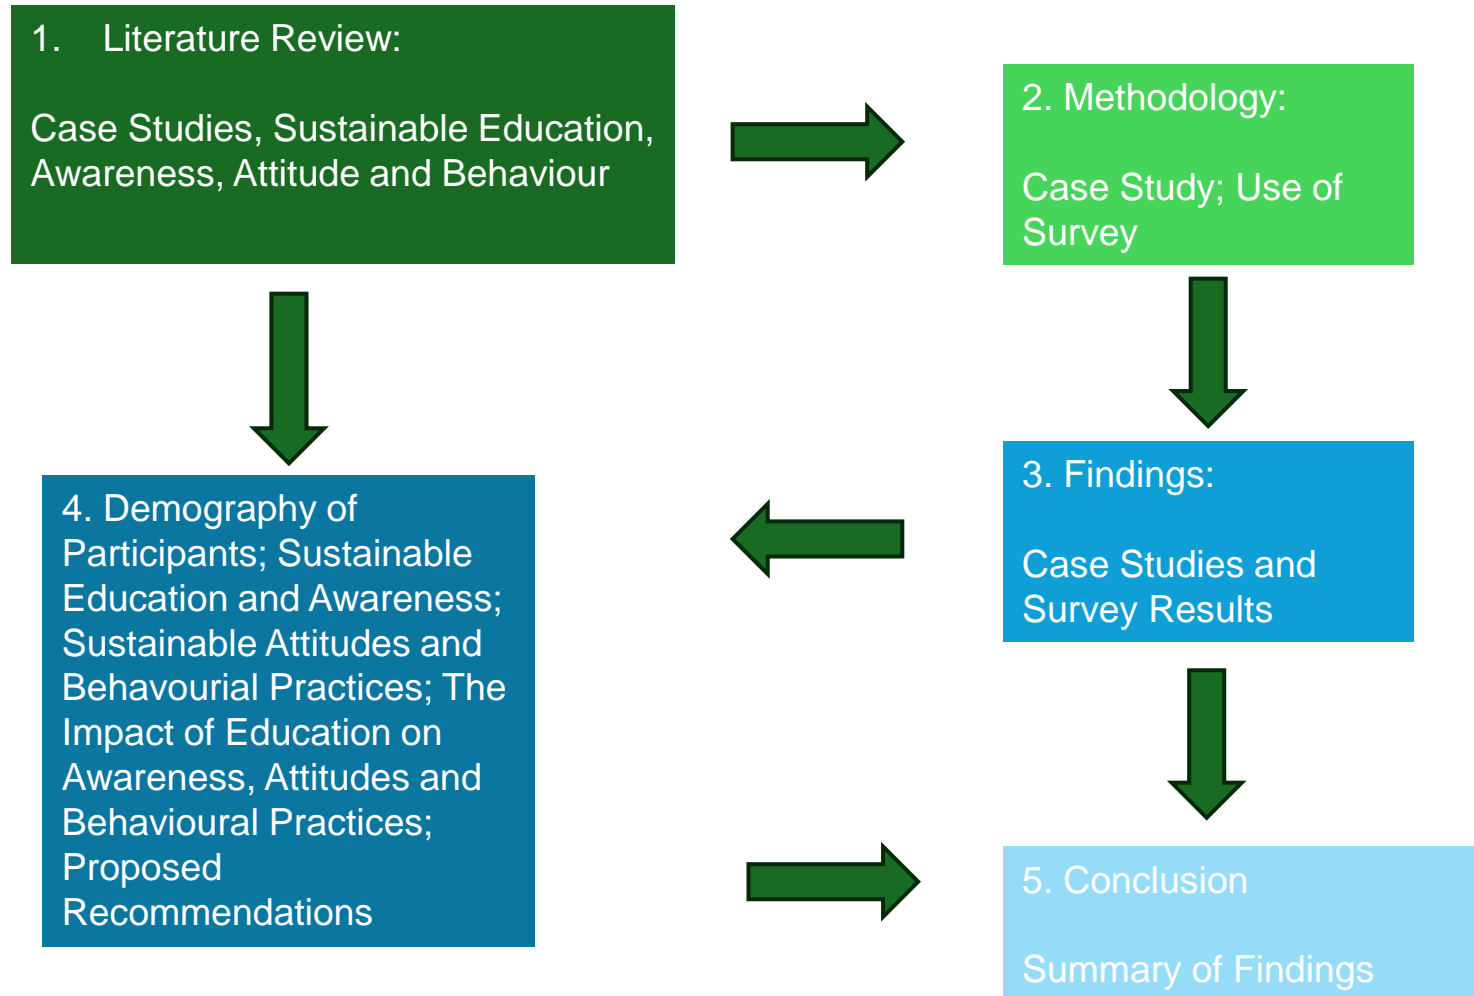 1. Literature Review:
Case Studies, Sustainable Education,
Awareness, Attitude and Behaviour
2. Methodology:
Case Study; Use of
Survey
3. Findings:
Case Studies and
Survey Results
4. Demography of
Participants; Sustainable
Education and Awareness;
Sustainable Attitudes and
Behavourial Practices; The
Impact of Education on
Awareness, Attitudes and
Behavioural Practices;
Proposed
Recommendations
5. Conclusion
Summary of Findings